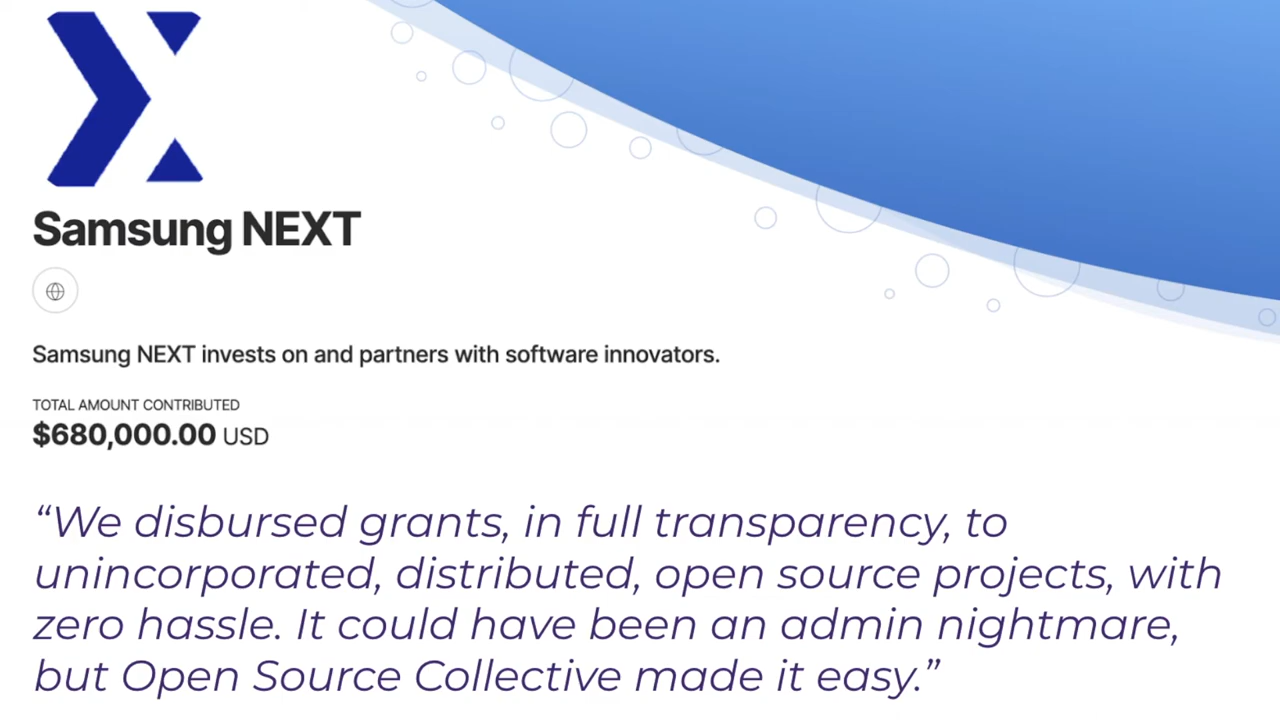 Samsung NEXT
Samsung NEXT invests on and partners with software innovators.
TOTAL AMOUNT CONTRIBUTED
$680,000.00 USD
“We disbursed grants, in full transparency, to
unincorporated, distributed, open source projects, with
zero hassle. It could have been an admin nightmare,
but Open Source Collective made it easy.”